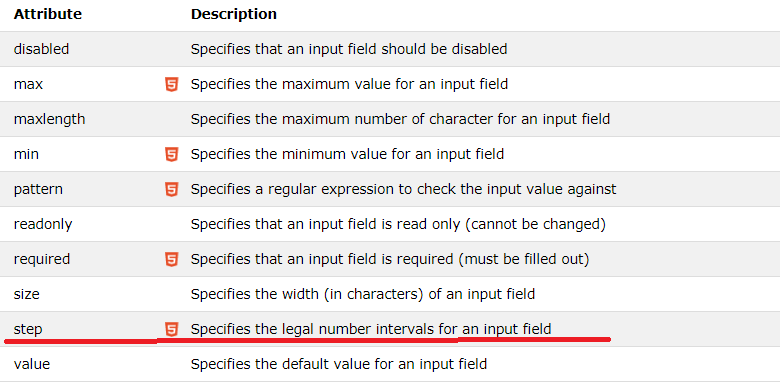 Attribute Description
disabled Specifies that an input field should be disabled
max 5 Specifies the maximum value for an input field
maxlength Specifies the maximum number of character for an input field
min 5 Specifies the minimum value for an input field
pattern 5 Specifies a regular expression to check the input value against
readonly Specifies that an input field is read only (cannot be changed)
required 5 Specifies that an input field is required (must be filled out)
size Specifies the width (in characters) of an input field
step 5 Specifies the legal number intervals for an input field
value Specifies the default value for an input field